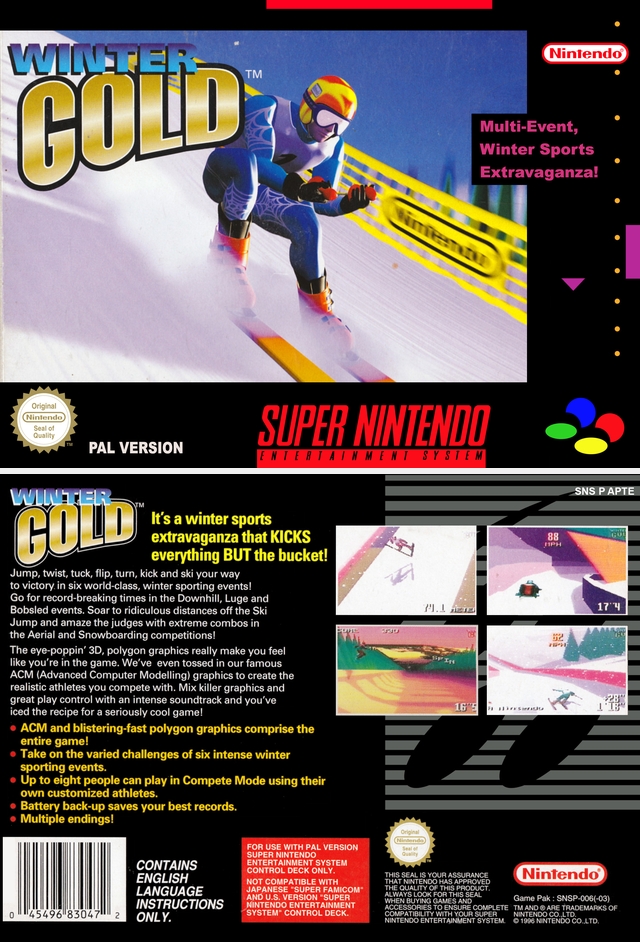 WINTER
GOLD™
Nintendo®
Multi-Event,
Winter Sports
Extravaganza!
Nintendo
Original
Nintendo
Seal of
Quality
TM
PAL VERSION
SUPER NINTENDO
ENTERTAINMENT SYSTEM
SNS P APTE
WINTER
GOLD™
It's a winter sports
extravaganza that KICKS
everything BUT the bucket!
Jump, twist, tuck, flip, turn, kick and ski your way
to victory in six world-class, winter sporting events!
Go for record-breaking times in the Downhill, Luge and
Bobsled events. Soar to ridiculous distances off the Ski
Jump and amaze the judges with extreme combos in
the Aerial and Snowboarding competitions!
The eye-poppin' 3D, polygon graphics really make you feel
like you're in the game. We've even tossed in our famous
ACM (Advanced Computer Modelling) graphics to create the
realistic athletes you compete with. Mix killer graphics and
great play control with an intense soundtrack and you've
iced the recipe for a seriously cool game!
• ACM and blistering-fast polygon graphics comprise the
entire game!
• Take on the varied challenges of six intense winter
sporting events.
• Up to eight people can play in Compete Mode using their
own customized athletes.
• Battery back-up saves your best records.
• Multiple endings!
74.1
88
MPH
17"4
SPIN
16"5
62
MPH
Nintendo
+28"
1'16"
0 45496 83047 2
CONTAINS
ENGLISH
LANGUAGE
INSTRUCTIONS
ONLY.
FOR USE WITH PAL VERSION
SUPER NINTENDO
ENTERTAINMENT SYSTEM
CONTROL DECK ONLY.
NOT COMPATIBLE WITH
JAPANESE "SUPER FAMICOM"
AND U.S. VERSION "SUPER
NINTENDO ENTERTAINMENT
SYSTEM" CONTROL DECK.
Original
Nintendo
Seal of
Quality
THIS SEAL IS YOUR ASSURANCE
THAT NINTENDO HAS APPROVED
THE QUALITY OF THIS PRODUCT.
ALWAYS LOOK FOR THIS SEAL
WHEN BUYING GAMES AND
ACCESSORIES TO ENSURE COMPLETE
COMPATIBILITY WITH YOUR SUPER
NINTENDO ENTERTAINMENT SYSTEM.
Nintendo®
Game Pak : SNSP-006(-03)
TM AND ® ARE TRADEMARKS OF
NINTENDO CO.,LTD.
© 1996 NINTENDO CO.,LTD.